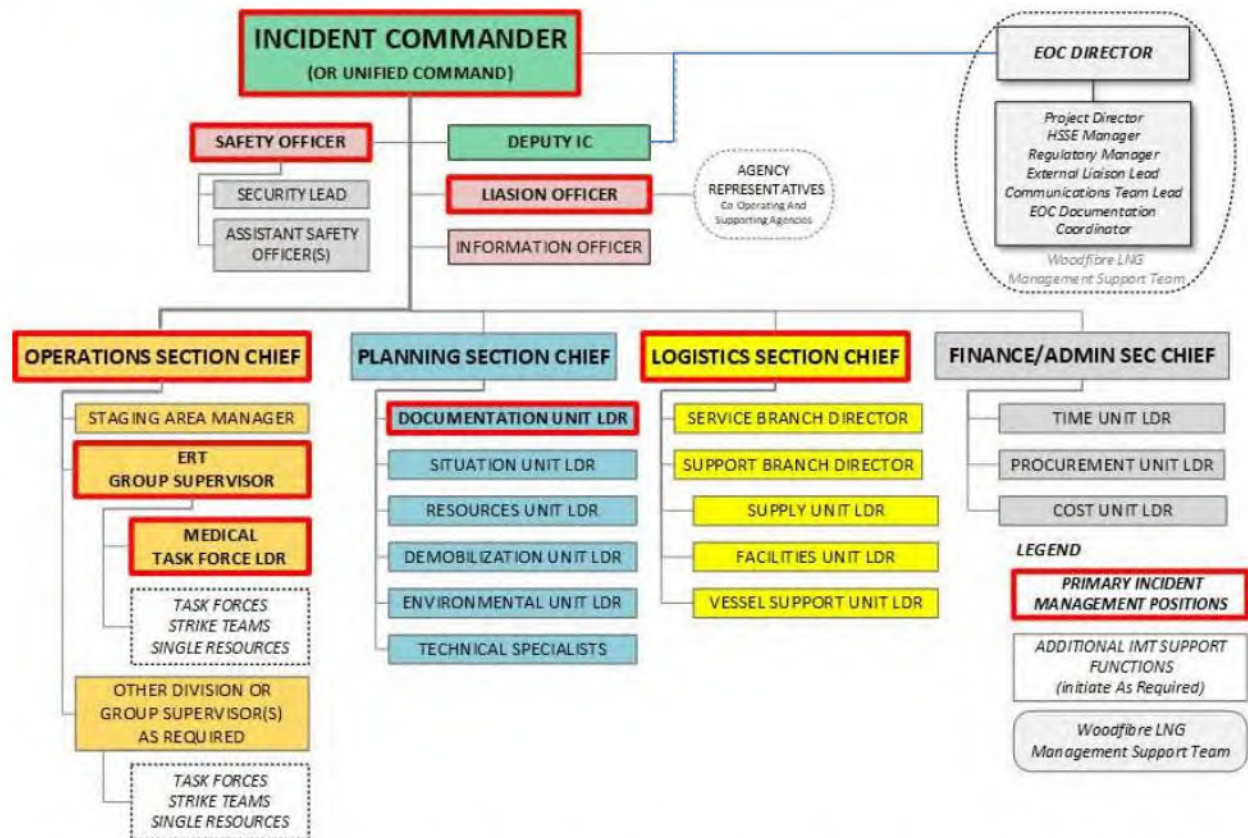 INCIDENT COMMANDER
(OR UNIFIED COMMAND)
EOC DIRECTOR
Project Director
HSSE Manager
Regulatory Manager
External Liaison Lead
Communications Team Lead
EOC Documentation
Coordinator
Woodfibre LNG
Management Support Team
SAFETY OFFICER
DEPUTY IC
SECURITY LEAD
LIASION OFFICER
AGENCY
REPRESENTATIVES
Co Operating And
Supporting Agencies
ASSISTANT SAFETY
OFFICER(S)
INFORMATION OFFICER
OPERATIONS SECTION CHIEF
STAGING AREA MANAGER
ERT
GROUP SUPERVISOR
MEDICAL
TASK FORCE LDR
TASK FORCES
STRIKE TEAMS
SINGLE RESOURCES
OTHER DIVISION OR
GROUP SUPERVISOR(S)
AS REQUIRED
TASK FORCES
STRIKE TEAMS
SINGLE RESOURCES
PLANNING SECTION CHIEF
DOCUMENTATION UNIT LDR
SITUATION UNIT LDR
RESOURCES UNIT LDR
DEMOBILIZATION UNIT LDR
ENVIRONMENTAL UNIT LDR
TECHNICAL SPECIALISTS
LOGISTICS SECTION CHIEF
SERVICE BRANCH DIRECTOR
SUPPORT BRANCH DIRECTOR
SUPPLY UNIT LDR
FACILITIES UNIT LDR
VESSEL SUPPORT UNIT LDR
FINANCE/ADMIN SEC CHIEF
TIME UNIT LDR
PROCUREMENT UNIT LDR
COST UNIT LDR
LEGEND
PRIMARY INCIDENT
MANAGEMENT POSITIONS
ADDITIONAL IMT SUPPORT
FUNCTIONS
(initiate As Required)
Woodfibre LNG
Management Support Team